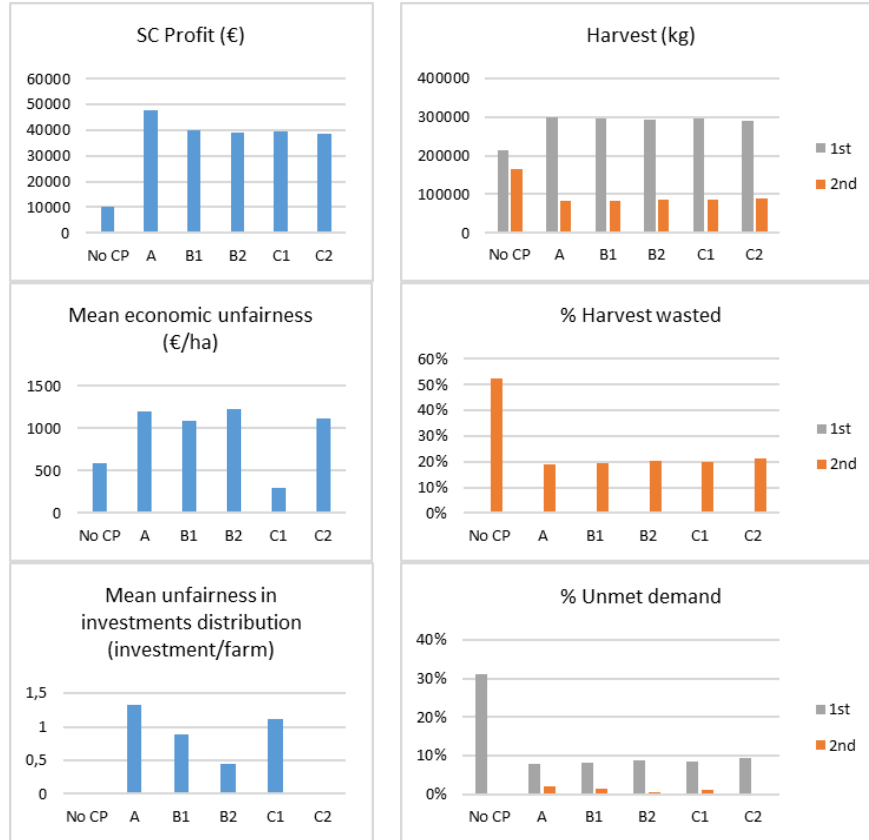 SC Profit (€)
60000
50000
40000
30000
20000
10000
0
No CP A B1 B2 C1 C2
Harvest (kg)
400000
300000
200000
100000
0
No CP A B1 B2 C1 C2
1st
2nd
Mean economic unfairness
(€/ha)
1500
1000
500
0
No CP A B1 B2 C1 C2
% Harvest wasted
60%
50%
40%
30%
20%
10%
0%
No CP A B1 B2 C1 C2
1st
2nd
Mean unfairness in
investments distribution
(investment/farm)
1,5
1
0,5
0
No CP A B1 B2 C1 C2
% Unmet demand
40%
30%
20%
10%
0%
No CP A B1 B2 C1 C2
1st
2nd